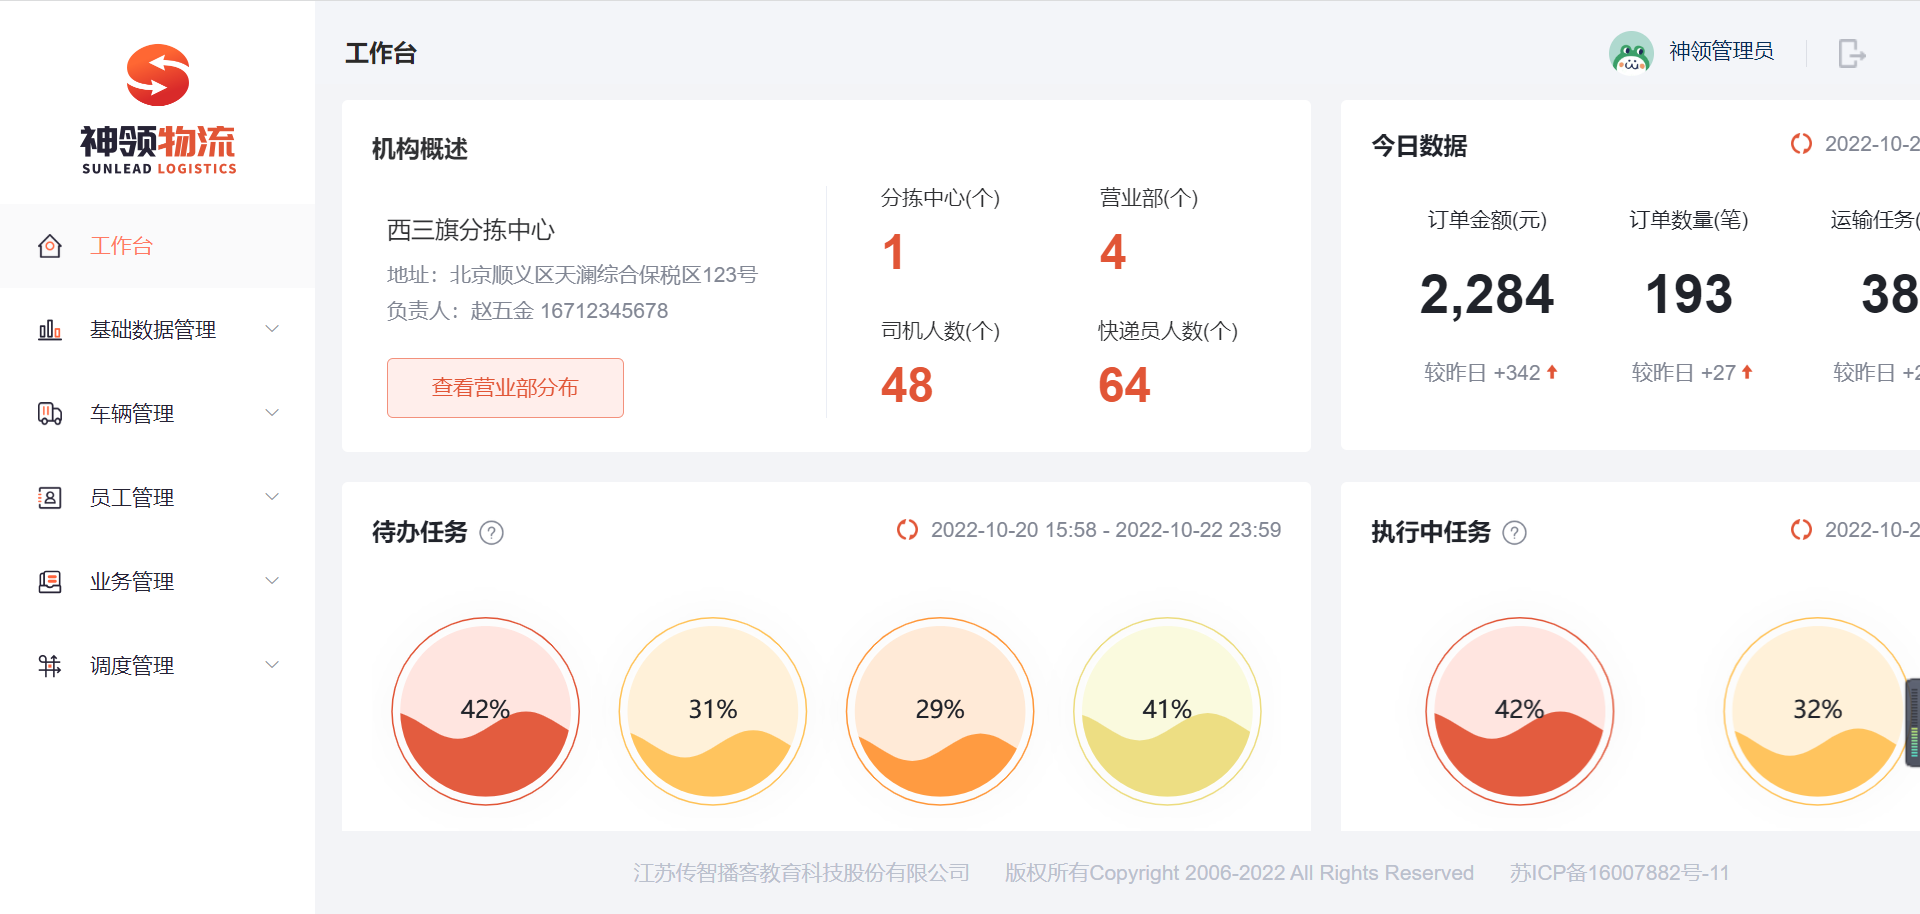 神领物流
SUNLEAD LOGISTICS
工作台
基础数据管理
车辆管理
员工管理
业务管理
调度管理
工作台
神领管理员
机构概述
西三旗分拣中心
地址：北京顺义区天澜综合保税区123号
负责人：赵五金 16712345678
查看营业部分布
分拣中心(个)
1
营业部(个)
4
司机人数(个)
48
快递员人数(个)
64
今日数据
2022-10-2
订单金额(元)
2,284
较昨日 +342
订单数量(笔)
193
较昨日 +27
运输任务(
38
较昨日 +2
待办任务 ?
2022-10-20 15:58 - 2022-10-22 23:59
42%
31%
29%
41%
执行中任务 ?
2022-10-2
42%
32%
江苏传智播客教育科技股份有限公司 版权所有Copyright 2006-2022 All Rights Reserved 苏ICP备16007882号-11